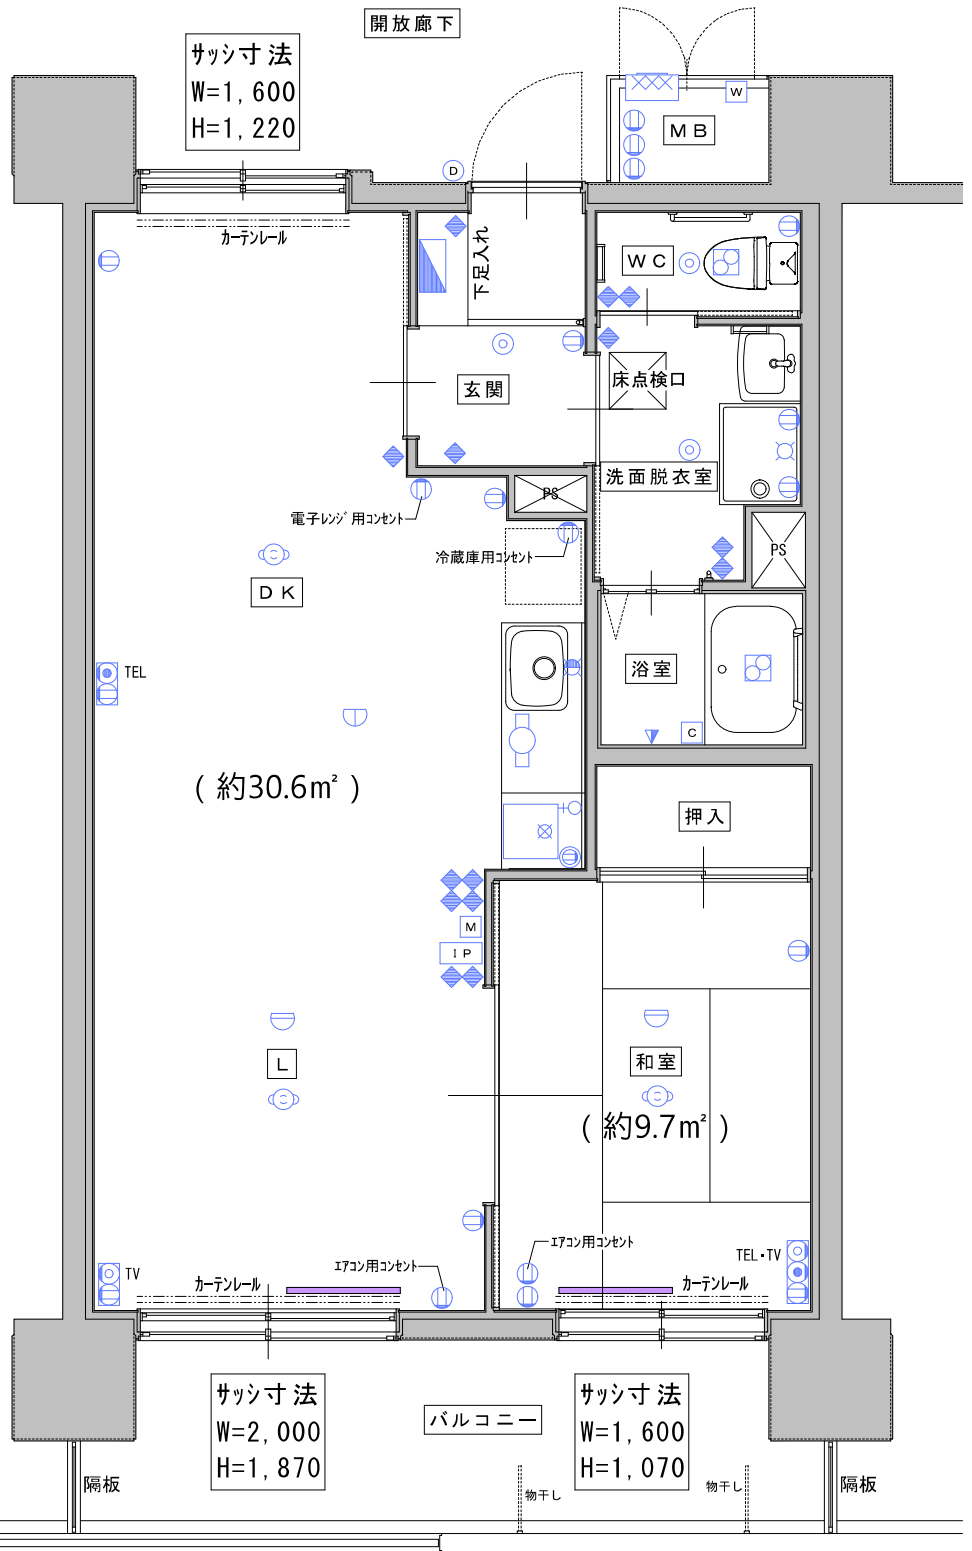 開放廊下
サッシ寸法
W=1,600
H=1,220
W
MB
D
カーテンレール
下足入れ
WC
玄関
床点検口
洗面脱衣室
PS
電子レンジ用コンセント
冷蔵庫用コンセント
PS
DK
TEL
浴室
C
(約30.6㎡)
押入
M
IP
L
和室
(約9.7㎡)
エアコン用コンセント
TEL・TV
TV
カーテンレール
エアコン用コンセント
カーテンレール
サッシ寸法
W=2,000
H=1,870
バルコニー
サッシ寸法
W=1,600
H=1,070
隔板
物干し
物干し
隔板